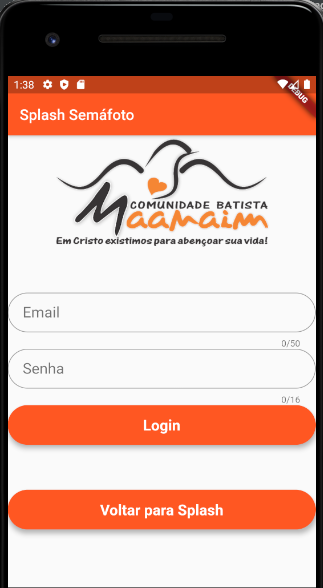 1:38
DEBUG
Splash Semáfoto
COMUNIDADE BATISTA
Maanaim
Em Cristo existimos para abençoar sua vida!
Email
0/50
Senha
0/16
Login
Voltar para Splash